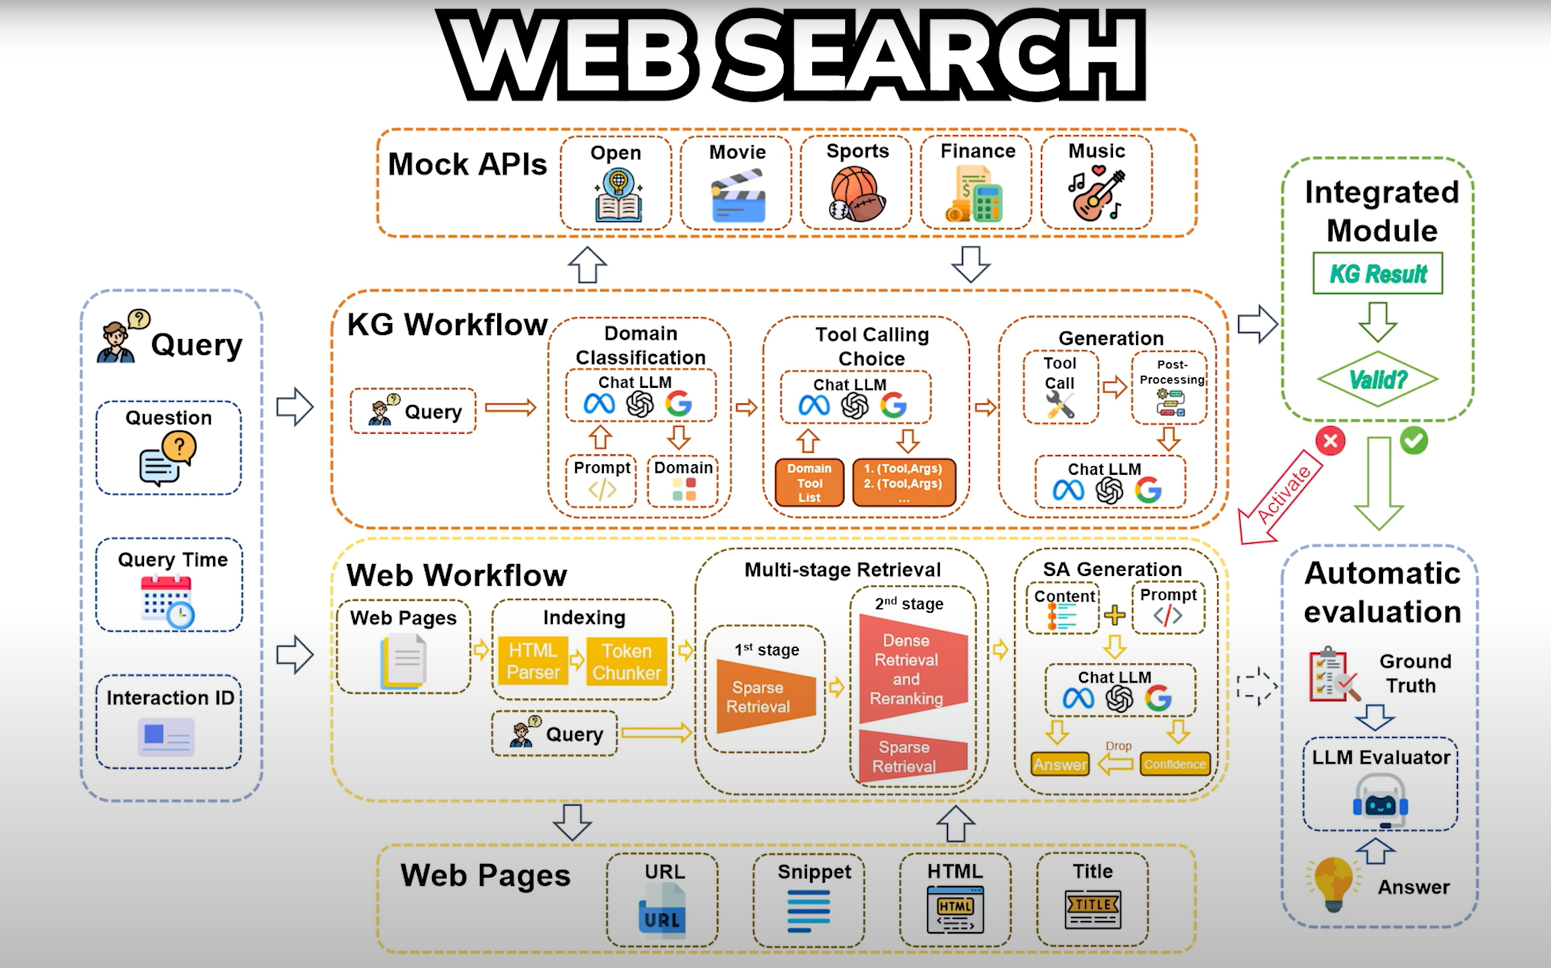 WEB SEARCH
Mock APIs
Open
Movie
Sports
Finance
Music
Query
Question
Query Time
Interaction ID
KG Workflow
Query
Domain
Classification
Chat LLM
Prompt
</>
Domain
Tool Calling
Choice
Chat LLM
Domain
Tool
List
1. (Tool,Args)
2. (Tool,Args)
...
Generation
Tool
Call
Post-
Processing
Chat LLM
Integrated
Module
KG Result
Valid?
Activate
Web Workflow
Web Pages
Indexing
HTML
Parser
Token
Chunker
Query
Multi-stage Retrieval
1st stage
Sparse
Retrieval
2nd stage
Dense
Retrieval
and
Reranking
Sparse
Retrieval
SA Generation
Content
+
Prompt
</>
Chat LLM
Answer
Drop
Confidence
Automatic
evaluation
Ground
Truth
LLM Evaluator
Answer
Web Pages
URL
URL
Snippet
HTML
HTML
Title
TITLE